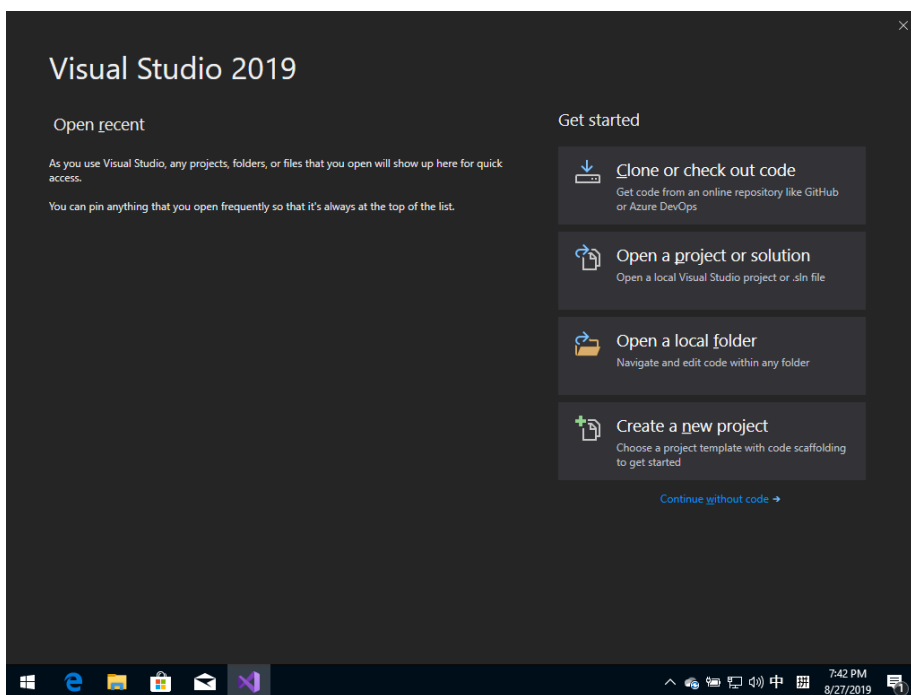 Visual Studio 2019
Open recent
As you use Visual Studio, any projects, folders, or files that you open will show up here for quick
access.
You can pin anything that you open frequently so that it's always at the top of the list.
Get started
Clone or check out code
Get code from an online repository like GitHub
or Azure DevOps
Open a project or solution
Open a local Visual Studio project or .sln file
Open a local folder
Navigate and edit code within any folder
Create a new project
Choose a project template with code scaffolding
to get started
Continue without code →
中 拼 7:42 PM
8/27/2019
1